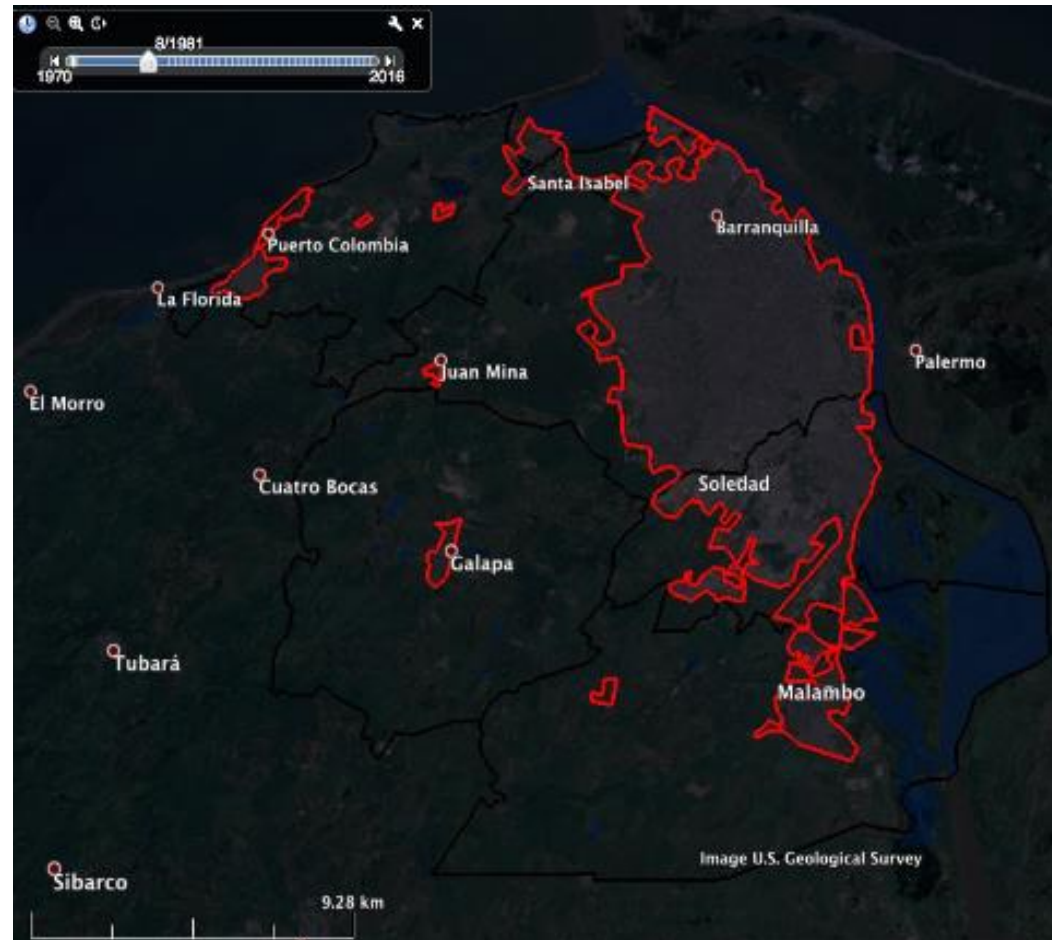 8/1981
1970
2016
Santa Isabel
Barranquilla
Puerto Colombia
La Florida
Palermo
Juan Mina
El Morro
Soledad
Cuatro Bocas
Galapa
Tubará
Malambo
Image U.S. Geological Survey
Sibarco
9.28 km